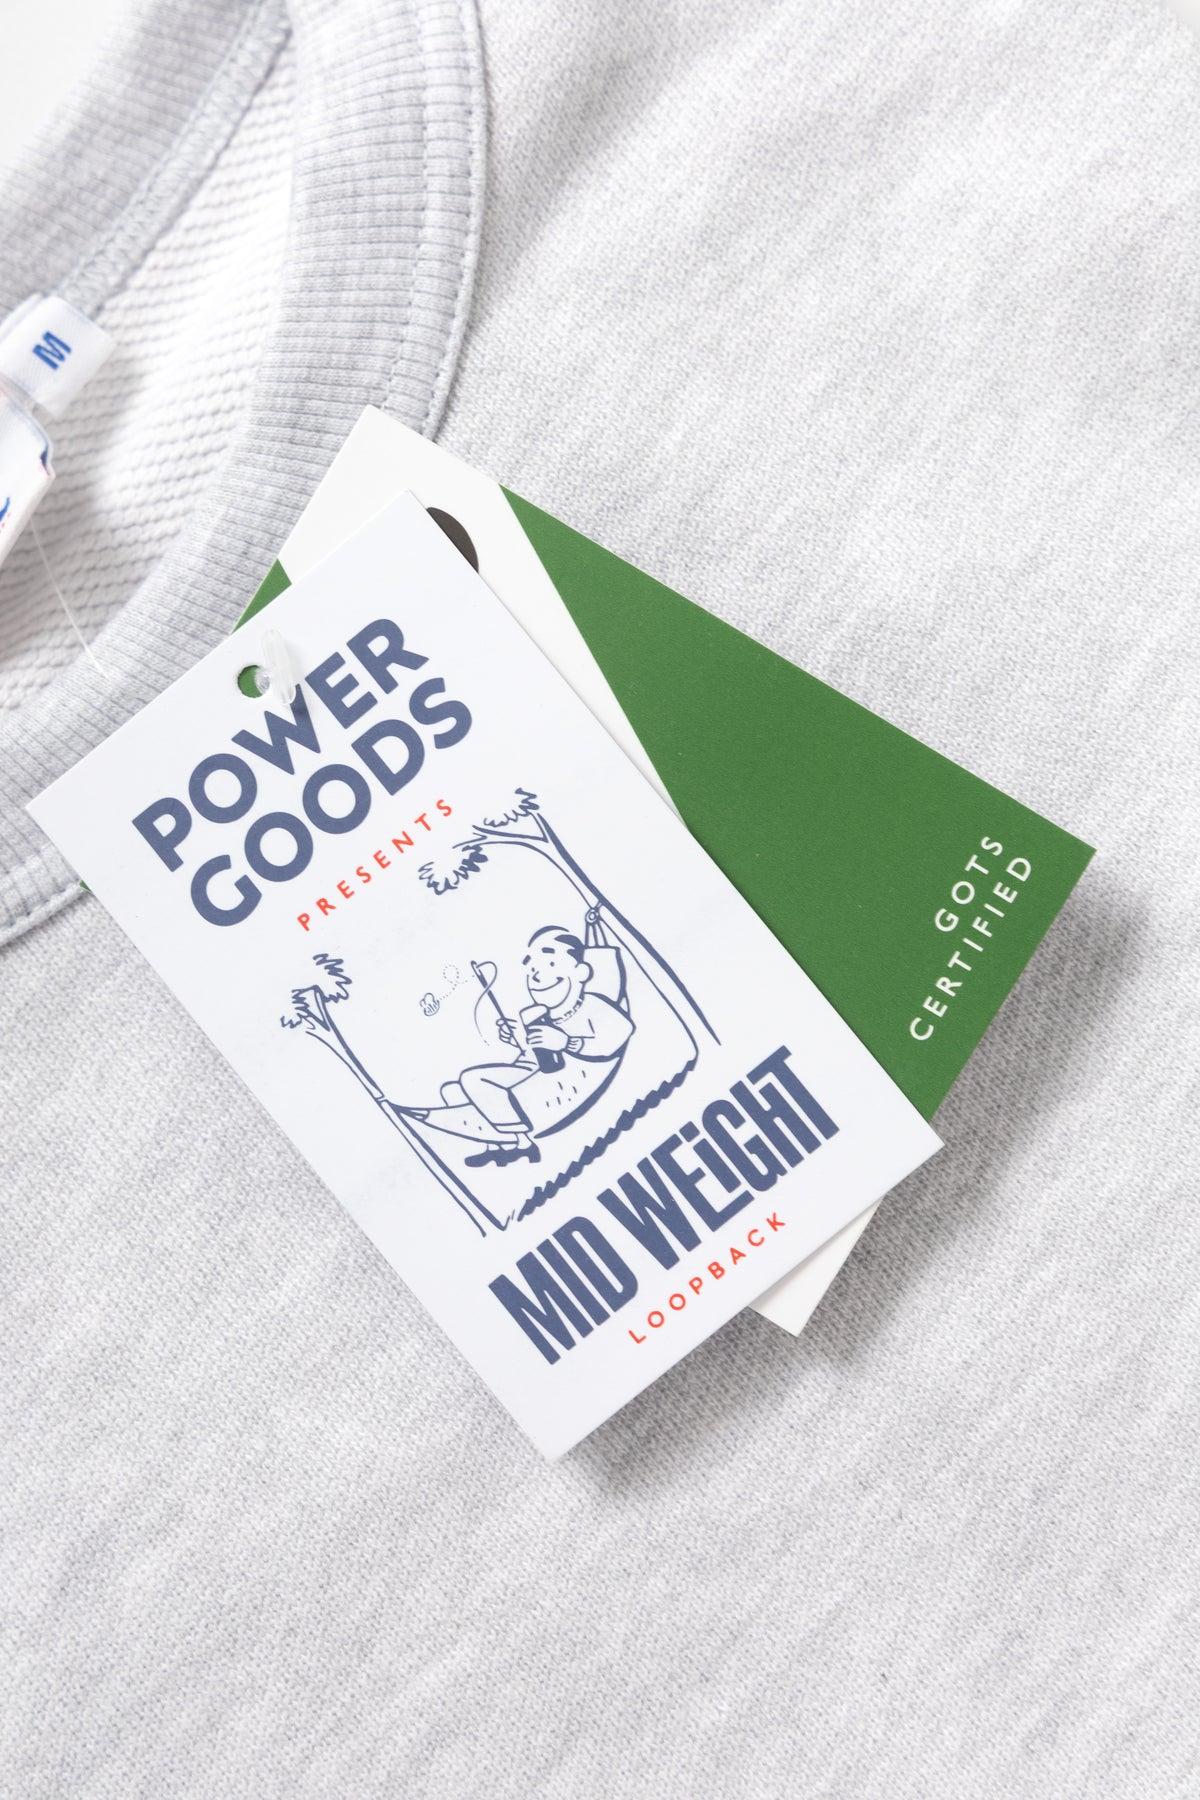 M
POWER
GOODS
PRESENTS
MID WEiGHT
LOOPBACK
GOTS
CERTIFIED